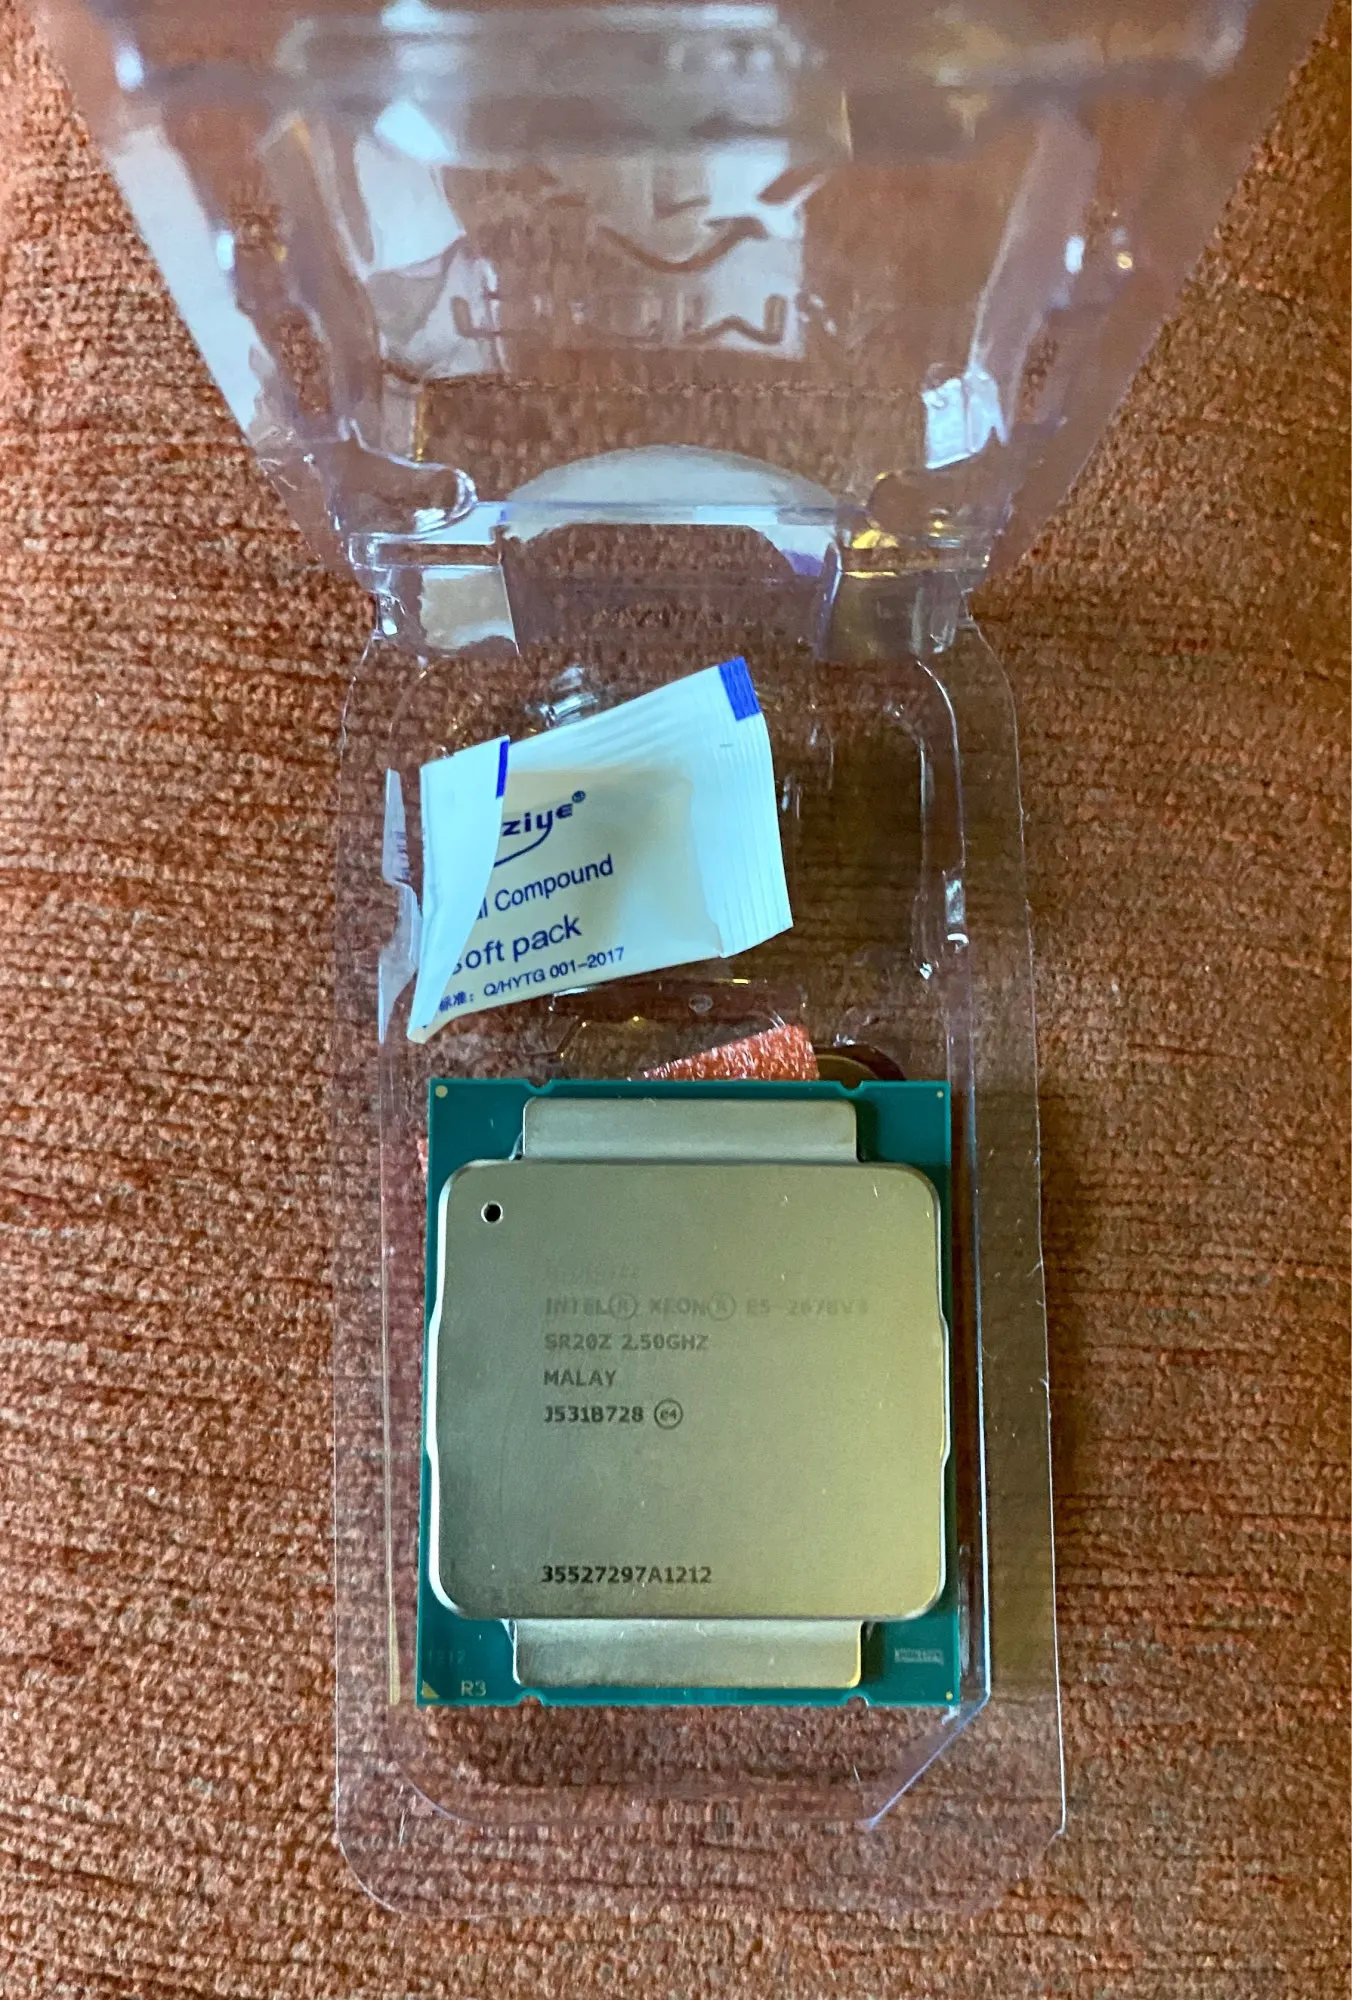 ziye®
Compound
soft pack
标准：Q/HYTG 001-2017
INTEL® XEON® E5-2678V3
SR20Z 2.50GHZ
MALAY
J531B728 e4
35527297A1212
R3